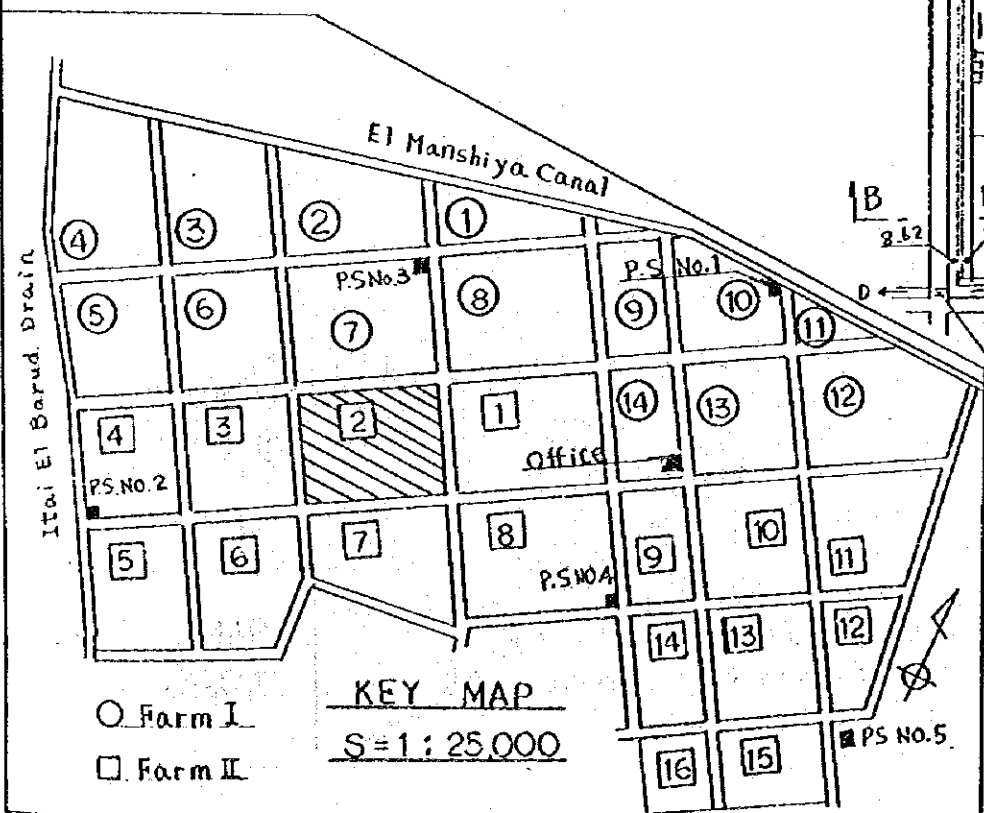 El Manshiya Canal
Itai El Barud Drain
④ ③ ② ①
P.S No.3
P.S No.1
⑤ ⑥ ⑦ ⑧ ⑨ ⑩ ⑪
4 3 2 1 ⑭ ⑬ ⑫
Office
P.S. NO. 2
5 6 7 8 9 10 11
P.S NO.4
14 13 12
16 15
PS NO.5
○ Farm I
□ Farm II
KEY MAP
S = 1 : 25,000
B
8.62
D